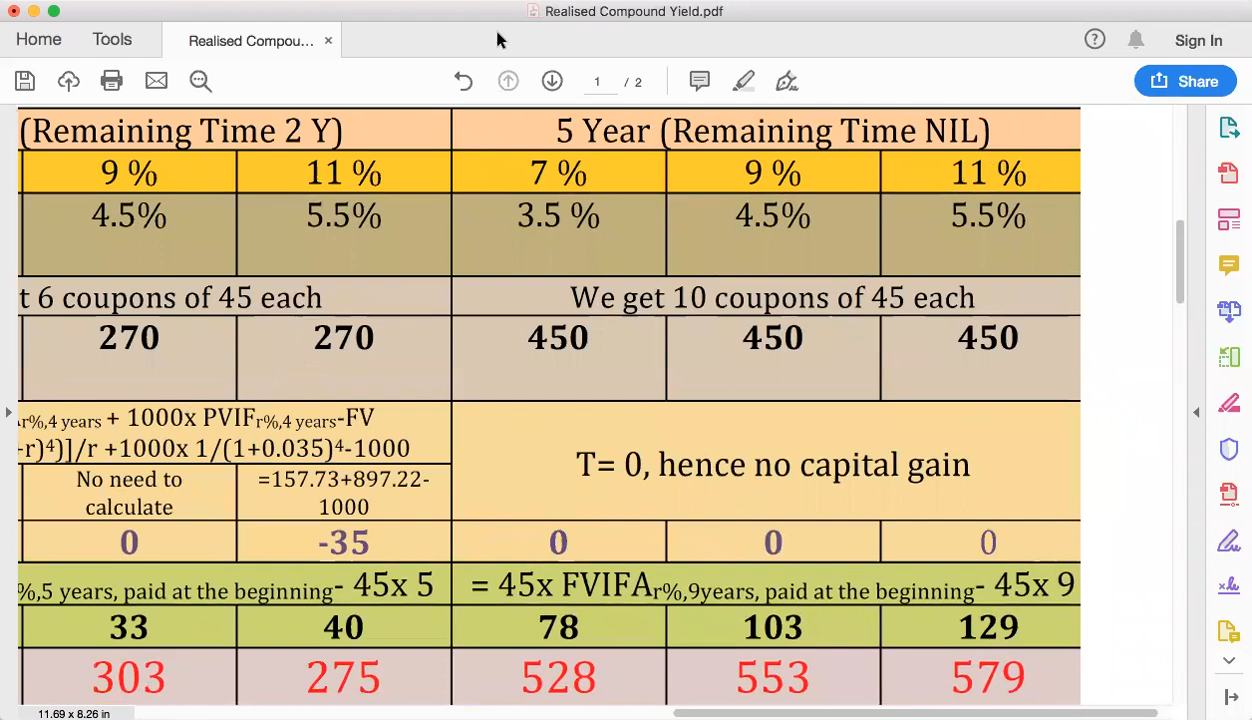 Realised Compound Yield.pdf
Home Tools Realised Compou... × Sign In
1 / 2 Share
(Remaining Time 2 Y) 5 Year (Remaining Time NIL)
9 % 11 % 7 % 9 % 11 %
4.5% 5.5% 3.5 % 4.5% 5.5%
t 6 coupons of 45 each We get 10 coupons of 45 each
270 270 450 450 450
r%,4 years + 1000x PVIFr%,4 years-FV
-r)⁴)]/r +1000x 1/(1+0.035)⁴-1000
T= 0, hence no capital gain
No need to calculate =157.73+897.22-1000
0 -35 0 0 0
%,5 years, paid at the beginning- 45x 5 = 45x FVIFAr%,9years, paid at the beginning- 45x 9
33 40 78 103 129
303 275 528 553 579
11.69 x 8.26 in